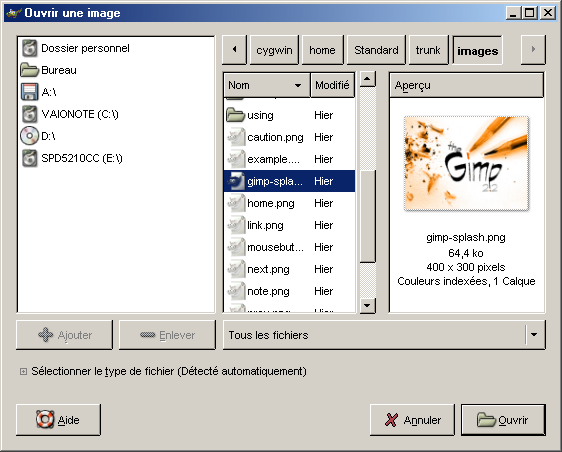 Ouvrir une image
Dossier personnel
Bureau
A:\
VAIONOTE (C:\)
D:\
SPD5210CC (E:\)
cygwin
home
Standard
trunk
images
Nom
Modifié
using
Hier
caution.png
Hier
example....
Hier
gimp-spla...
Hier
home.png
Hier
link.png
Hier
mousebut...
Hier
next.png
Hier
note.png
Hier
Aperçu
the
Gimp
2.2
gimp-splash.png
64,4 ko
400 x 300 pixels
Couleurs indexées, 1 Calque
Ajouter
Enlever
Tous les fichiers
Sélectionner le type de fichier (Détecté automatiquement)
Aide
Annuler
Ouvrir